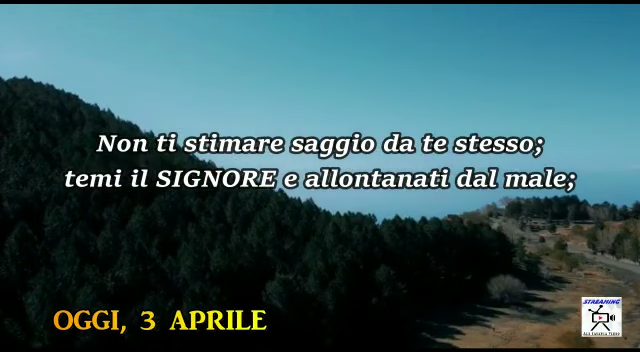 Non ti stimare saggio da te stesso;
temi il SIGNORE e allontanati dal male;
OGGI, 3 APRILE
STREAMING